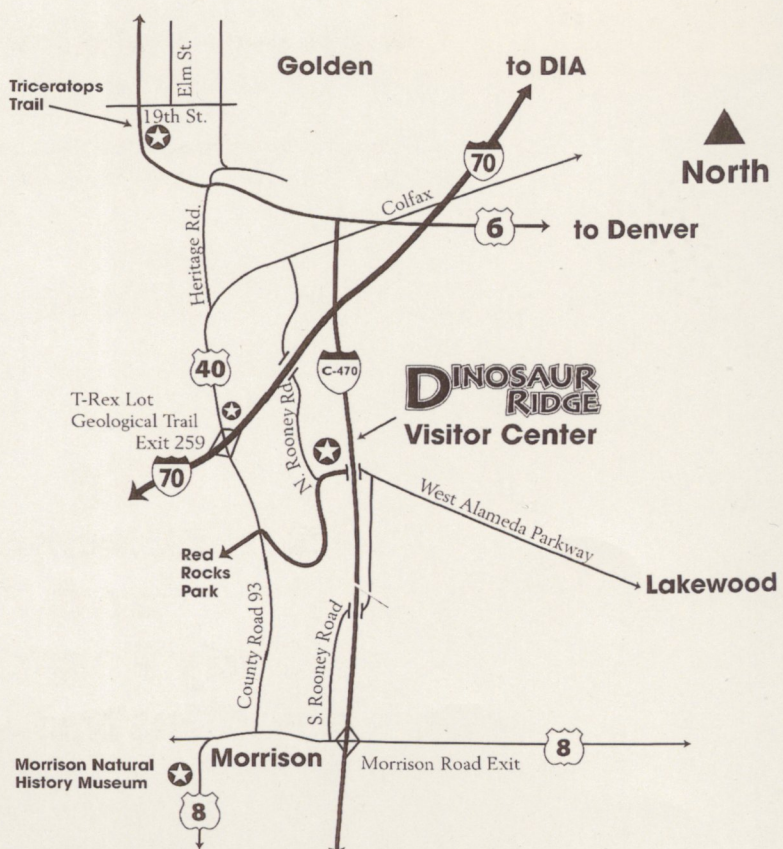 Golden
to DIA
Triceratops
Trail
Elm St.
19th St.
70
North
Colfax
6
to Denver
Heritage Rd.
40
C-470
DINOSAUR
RIDGE
Visitor Center
T-Rex Lot
Geological Trail
Exit 259
70
N. Rooney Rd.
West Alameda Parkway
Lakewood
Red
Rocks
Park
County Road 93
S. Rooney Road
Morrison
Morrison Road Exit
8
Morrison Natural
History Museum
8